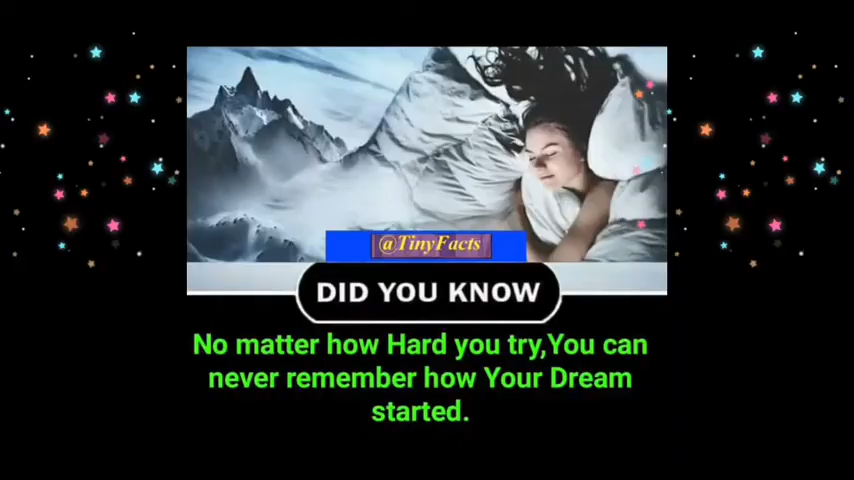 @TinyFacts
DID YOU KNOW
No matter how Hard you try,You can
never remember how Your Dream
started.